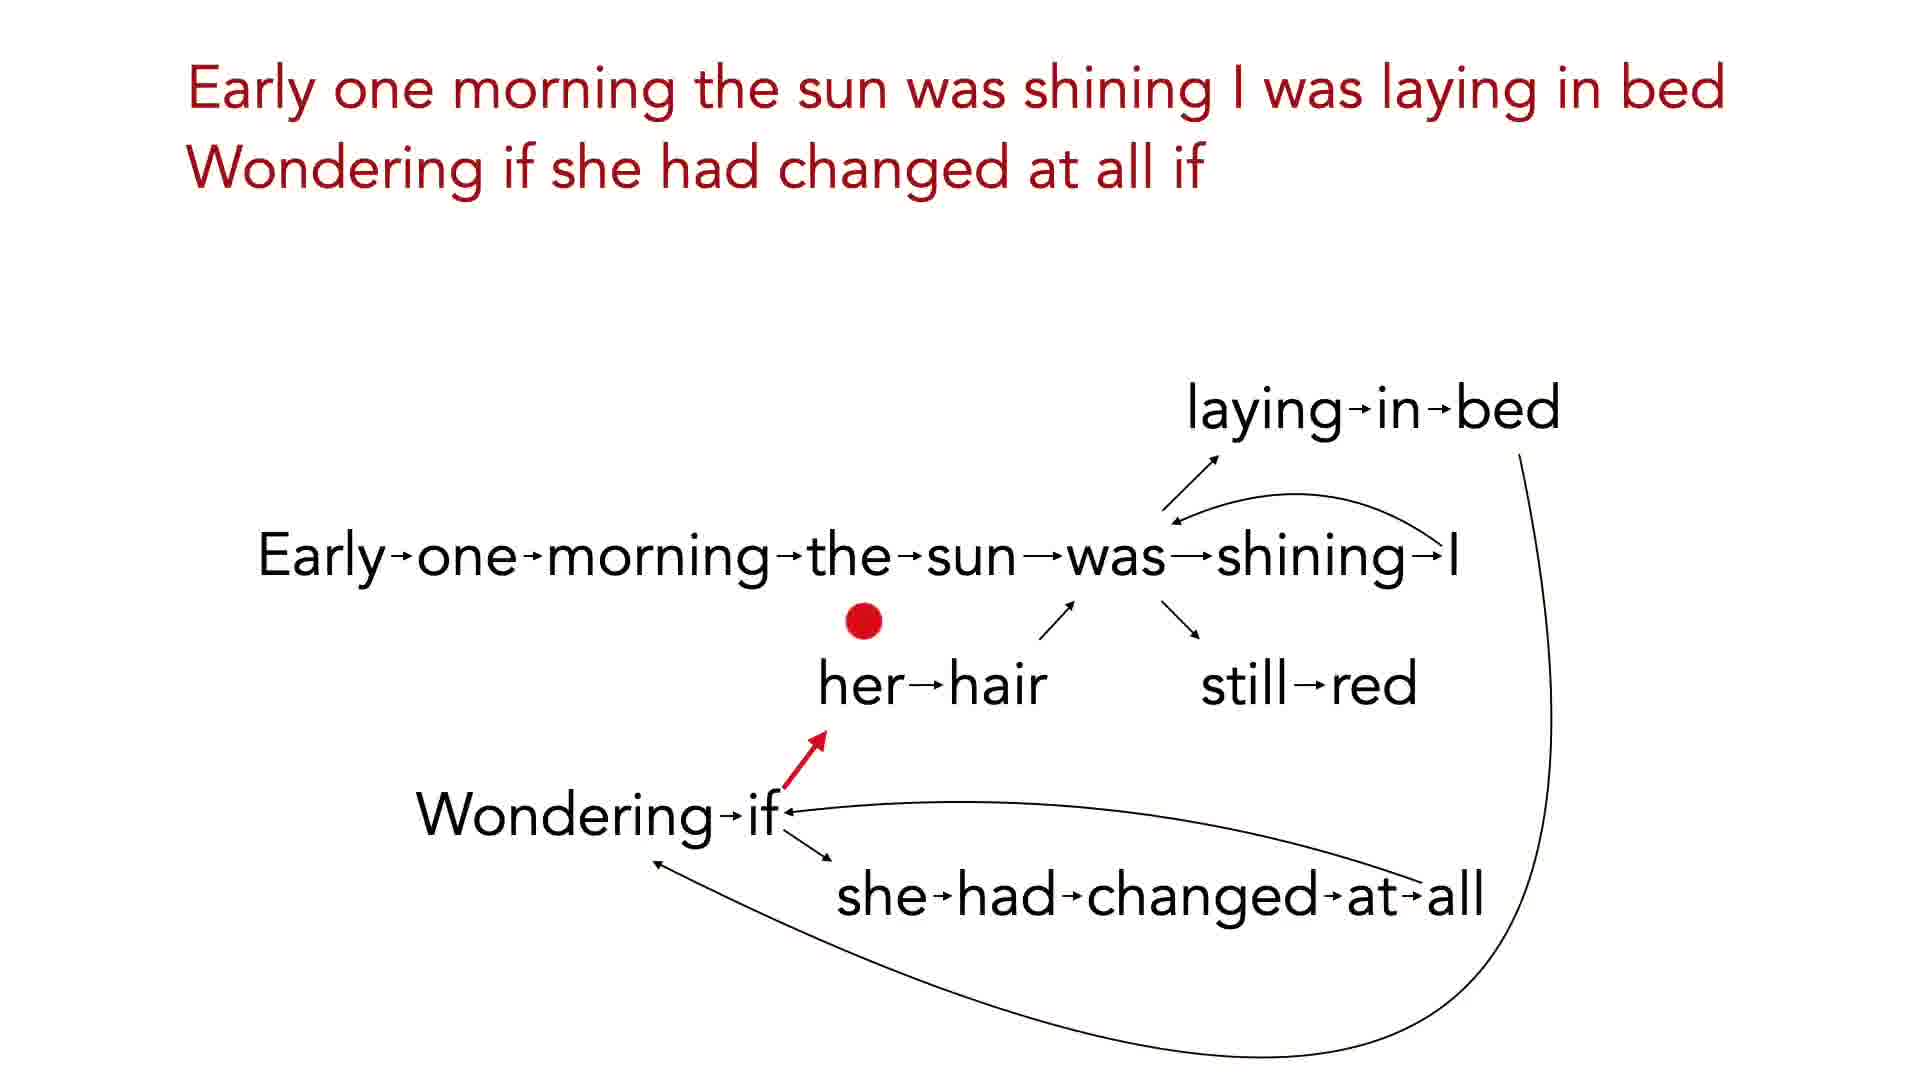 Early one morning the sun was shining I was laying in bed
Wondering if she had changed at all if
laying in bed
Early one morning the sun was shining I
her hair
still red
Wondering if
she had changed at all